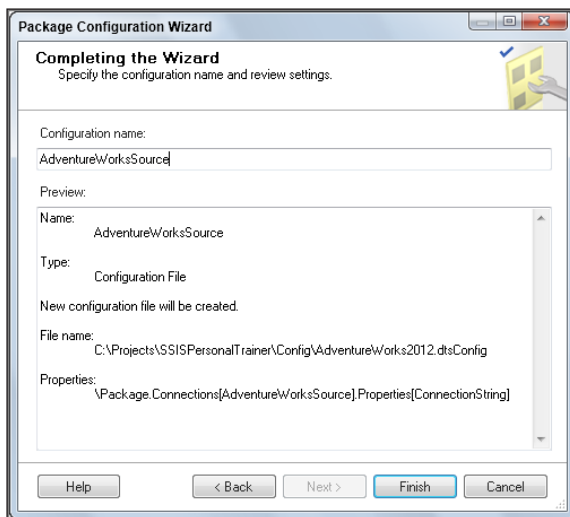 Package Configuration Wizard
Completing the Wizard
Specify the configuration name and review settings.
Configuration name:
AdventureWorksSource
Preview:
Name:
AdventureWorksSource
Type:
Configuration File
New configuration file will be created.
File name:
C:\Projects\SSISPersonalTrainer\Config\AdventureWorks2012.dtsConfig
Properties:
\Package.Connections[AdventureWorksSource].Properties[ConnectionString]
Help
< Back
Next >
Finish
Cancel